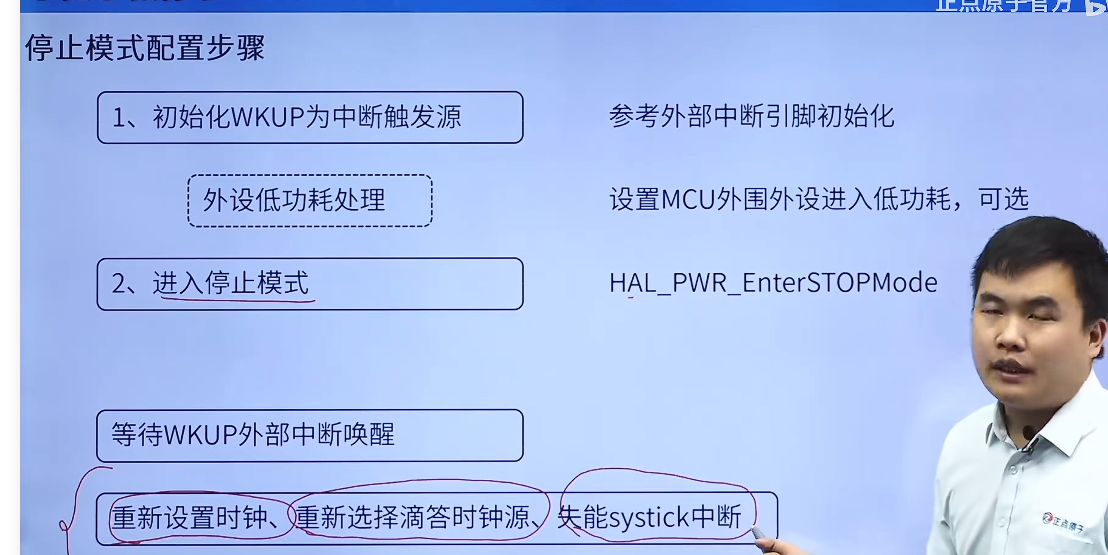 正点原子官方
停止模式配置步骤
1、初始化WKUP为中断触发源
参考外部中断引脚初始化
外设低功耗处理
设置MCU外围外设进入低功耗，可选
2、进入停止模式
HAL_PWR_EnterSTOPMode
等待WKUP外部中断唤醒
重新设置时钟、重新选择滴答时钟源、失能systick中断
正点原子